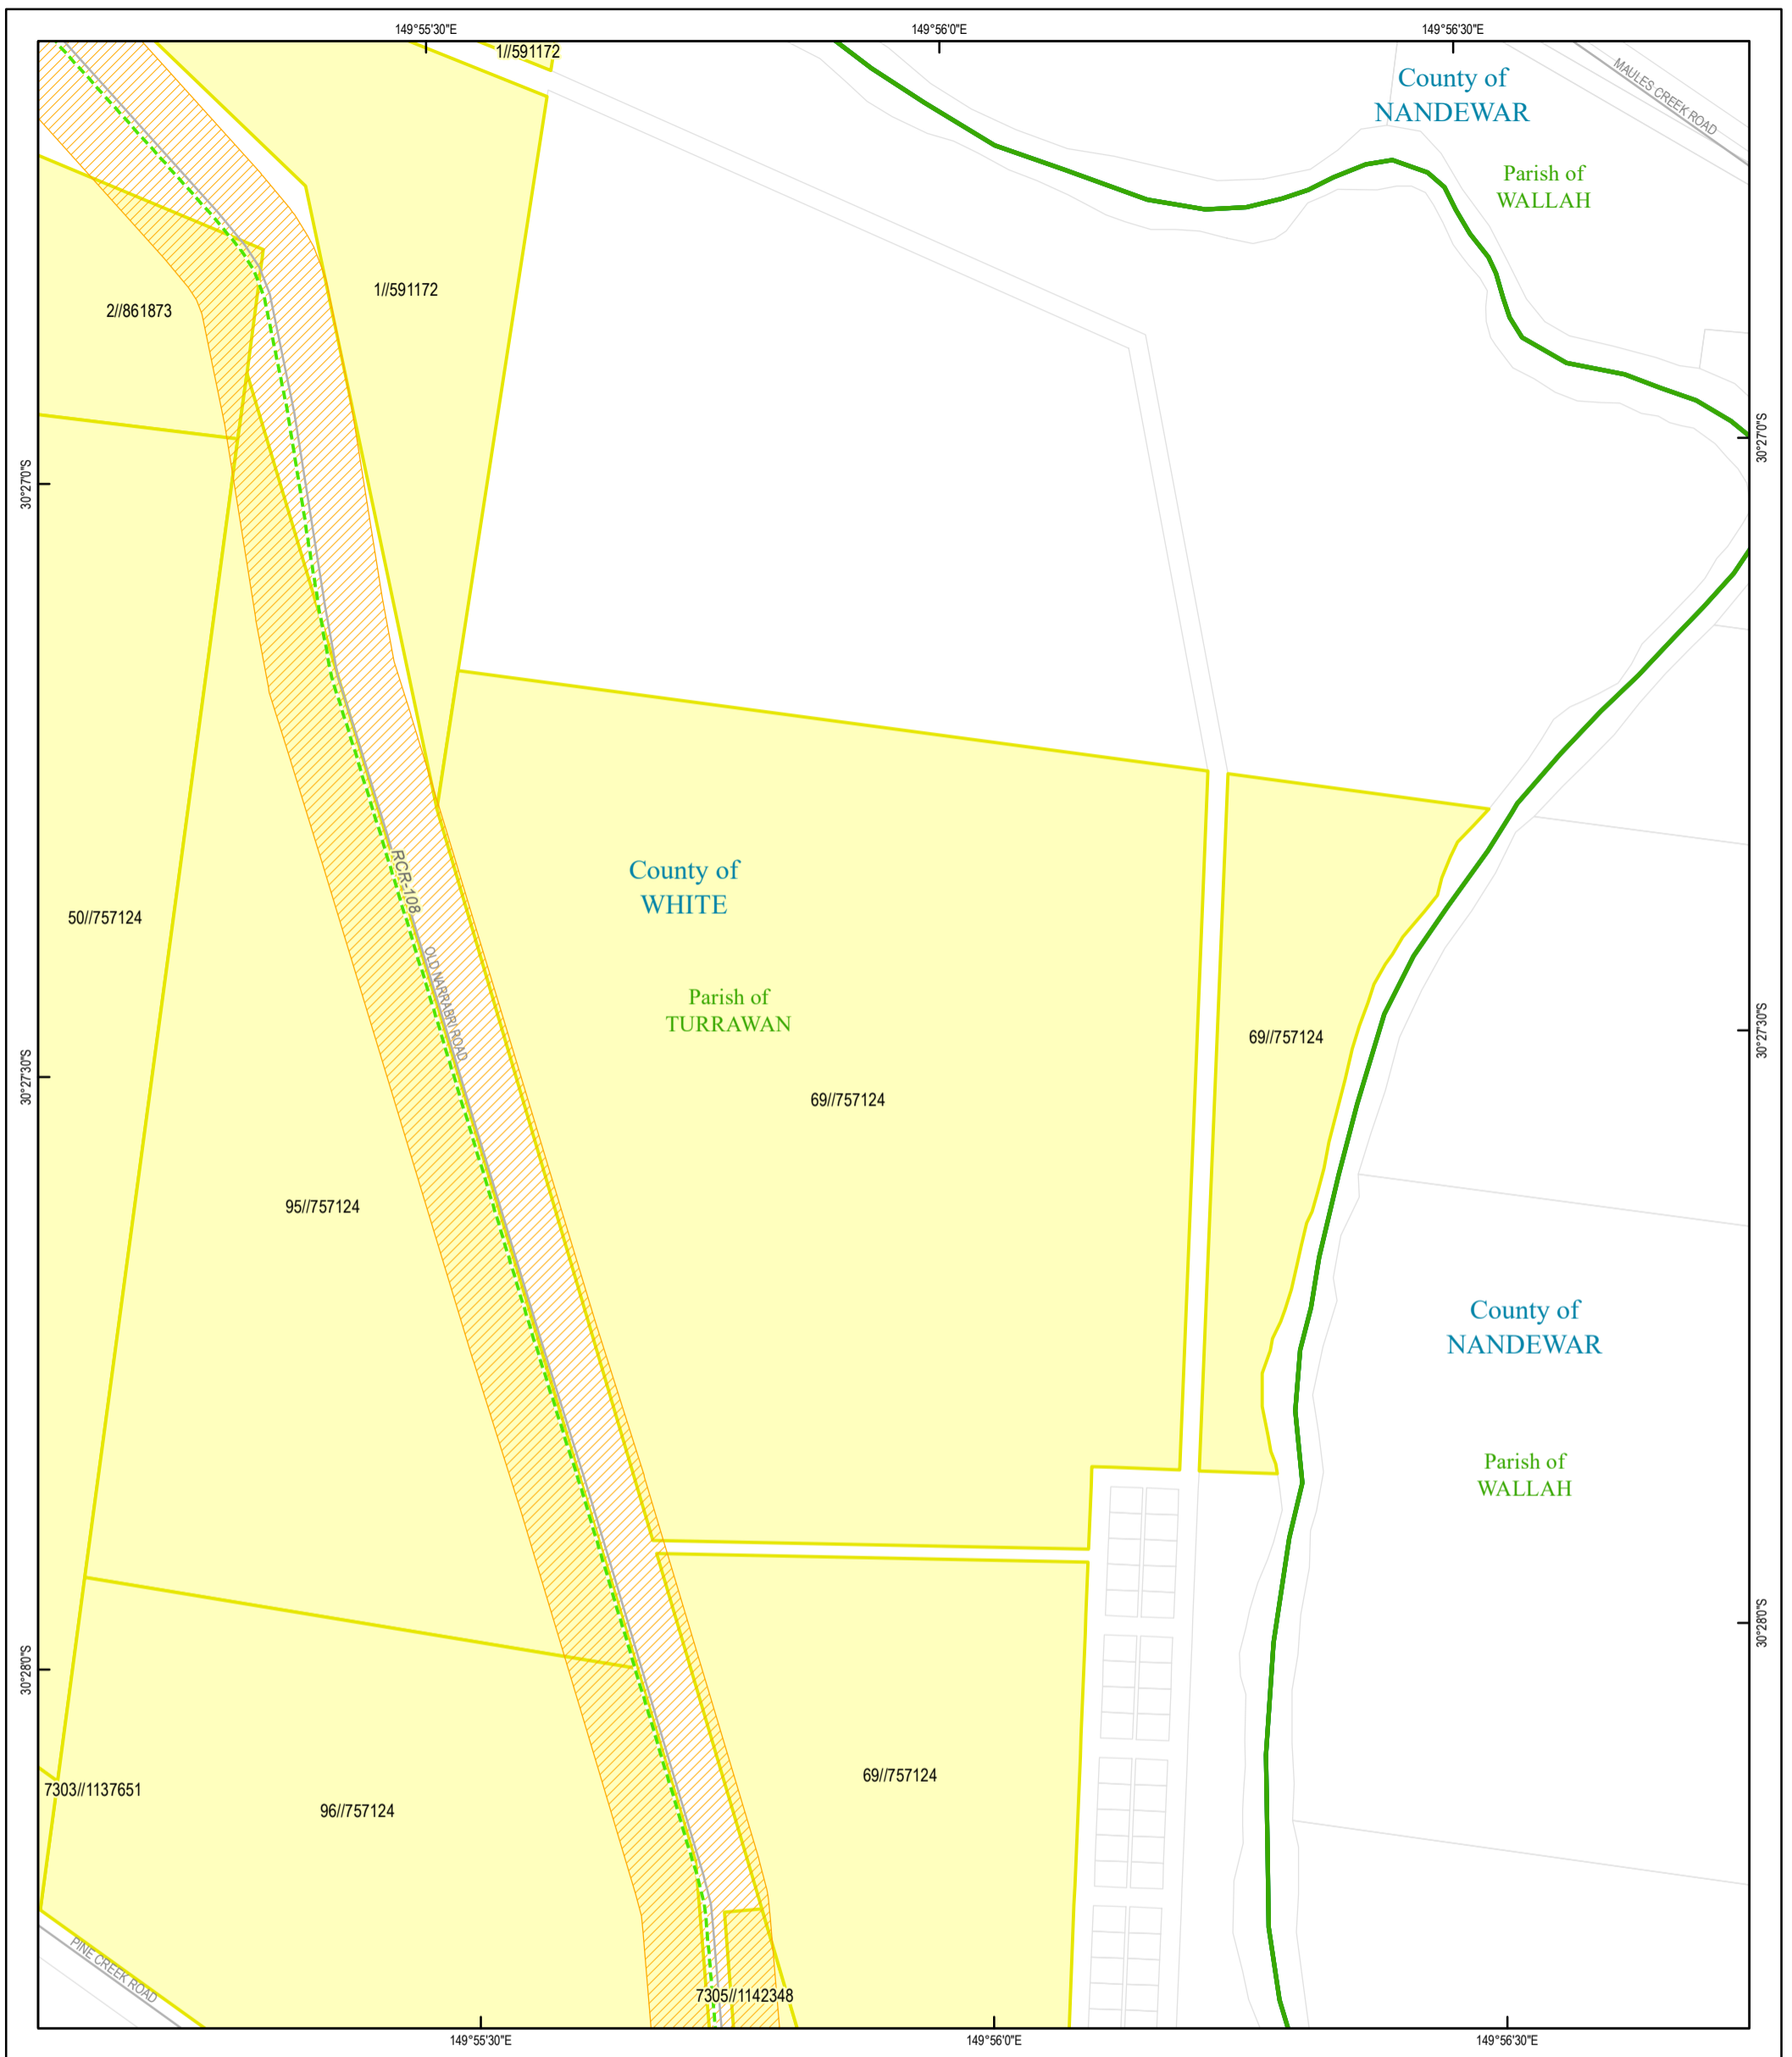 149°55'30"E
149°56'0"E
149°56'30"E
1//591172
County of
NANDEWAR
MAULES CREEK ROAD
Parish of
WALLAH
2//861873
1//591172
30°27'0"S
30°27'0"S
County of
WHITE
RCR-108
50//757124
OLD NARRABRI ROAD
Parish of
TURRAWAN
69//757124
69//757124
30°27'30"S
30°27'30"S
95//757124
County of
NANDEWAR
Parish of
WALLAH
30°28'0"S
30°28'0"S
7303//1137651
96//757124
69//757124
PINE CREEK ROAD
7305//1142348
149°55'30"E
149°56'0"E
149°56'30"E